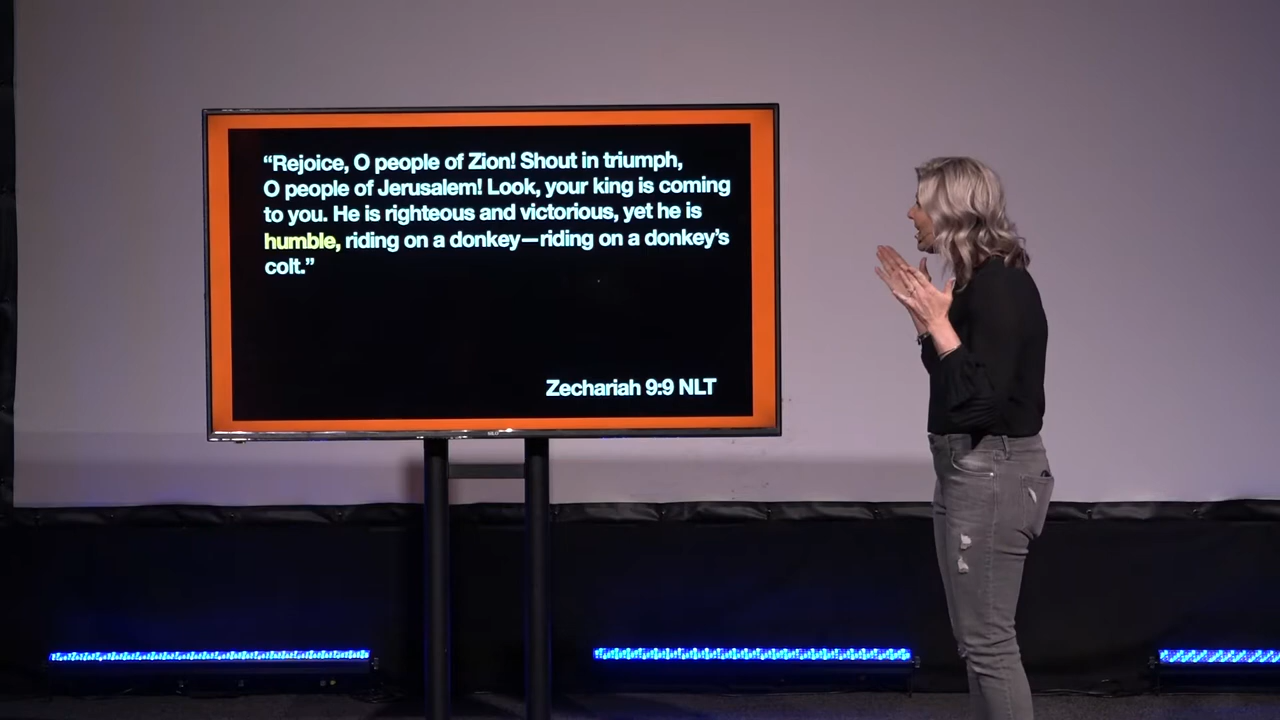 “Rejoice, O people of Zion! Shout in triumph,
O people of Jerusalem! Look, your king is coming
to you. He is righteous and victorious, yet he is
humble, riding on a donkey—riding on a donkey’s
colt.”
Zechariah 9:9 NLT